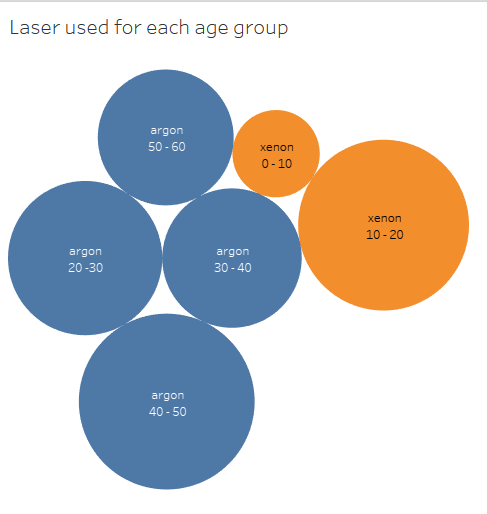 Laser used for each age group
argon
50 - 60
xenon
0 - 10
xenon
10 - 20
argon
20 -30
argon
30 - 40
argon
40 - 50